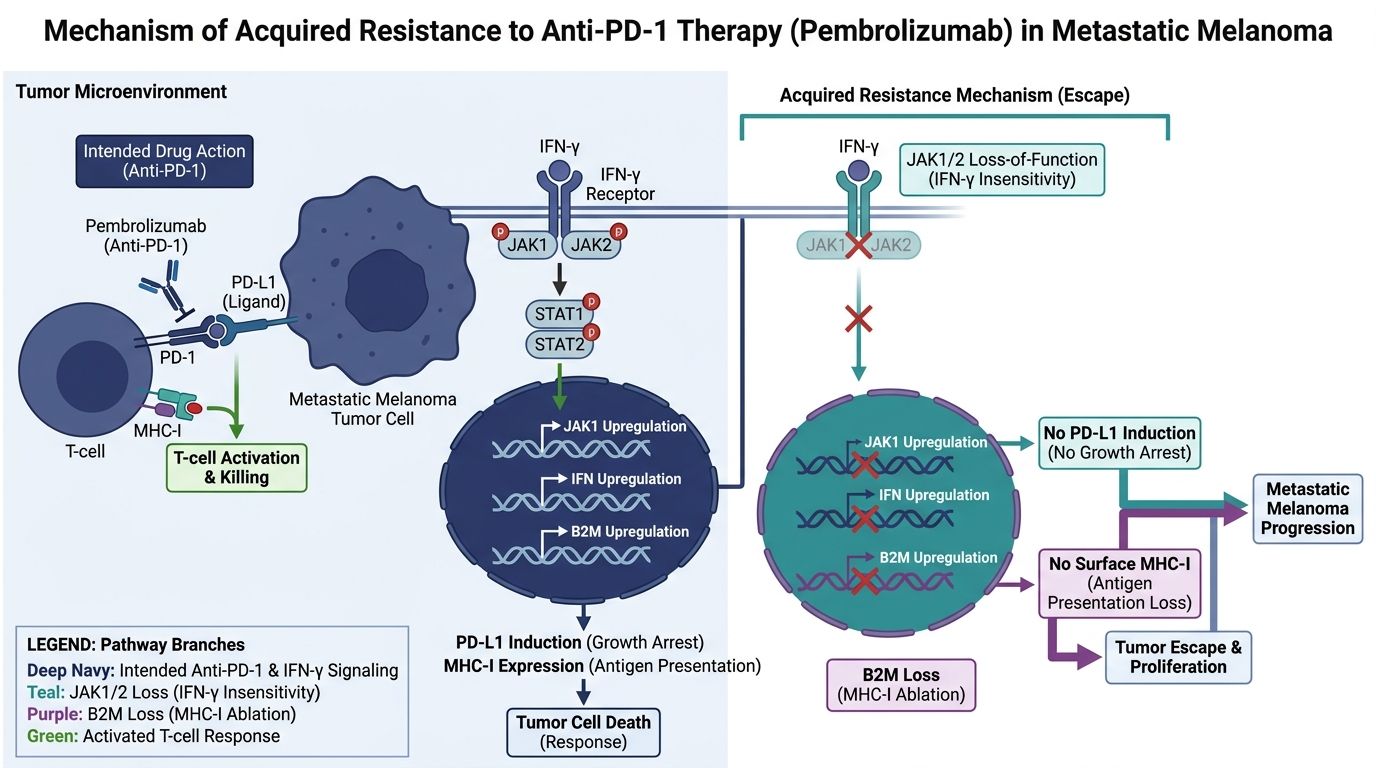 Mechanism of Acquired Resistance to Anti-PD-1 Therapy (Pembrolizumab) in Metastatic Melanoma
Tumor Microenvironment
Intended Drug Action
(Anti-PD-1)
Pembrolizumab
(Anti-PD-1)
PD-L1
(Ligand)
PD-1
MHC-I
T-cell
Metastatic Melanoma
Tumor Cell
T-cell Activation
& Killing
IFN-γ
IFN-γ
Receptor
p
JAK1
JAK2
p
STAT1
p
STAT2
p
JAK1 Upregulation
IFN Upregulation
B2M Upregulation
PD-L1 Induction (Growth Arrest)
MHC-I Expression (Antigen Presentation)
Tumor Cell Death
(Response)
LEGEND: Pathway Branches
Deep Navy: Intended Anti-PD-1 & IFN-γ Signaling
Teal: JAK1/2 Loss (IFN-γ Insensitivity)
Purple: B2M Loss (MHC-I Ablation)
Green: Activated T-cell Response
Acquired Resistance Mechanism (Escape)
IFN-γ
JAK1/2 Loss-of-Function
(IFN-γ Insensitivity)
JAK1
JAK2
JAK1 Upregulation
IFN Upregulation
B2M Upregulation
No PD-L1 Induction
(No Growth Arrest)
No Surface MHC-I
(Antigen
Presentation Loss)
Metastatic
Melanoma
Progression
Tumor Escape &
Proliferation
B2M Loss
(MHC-I Ablation)